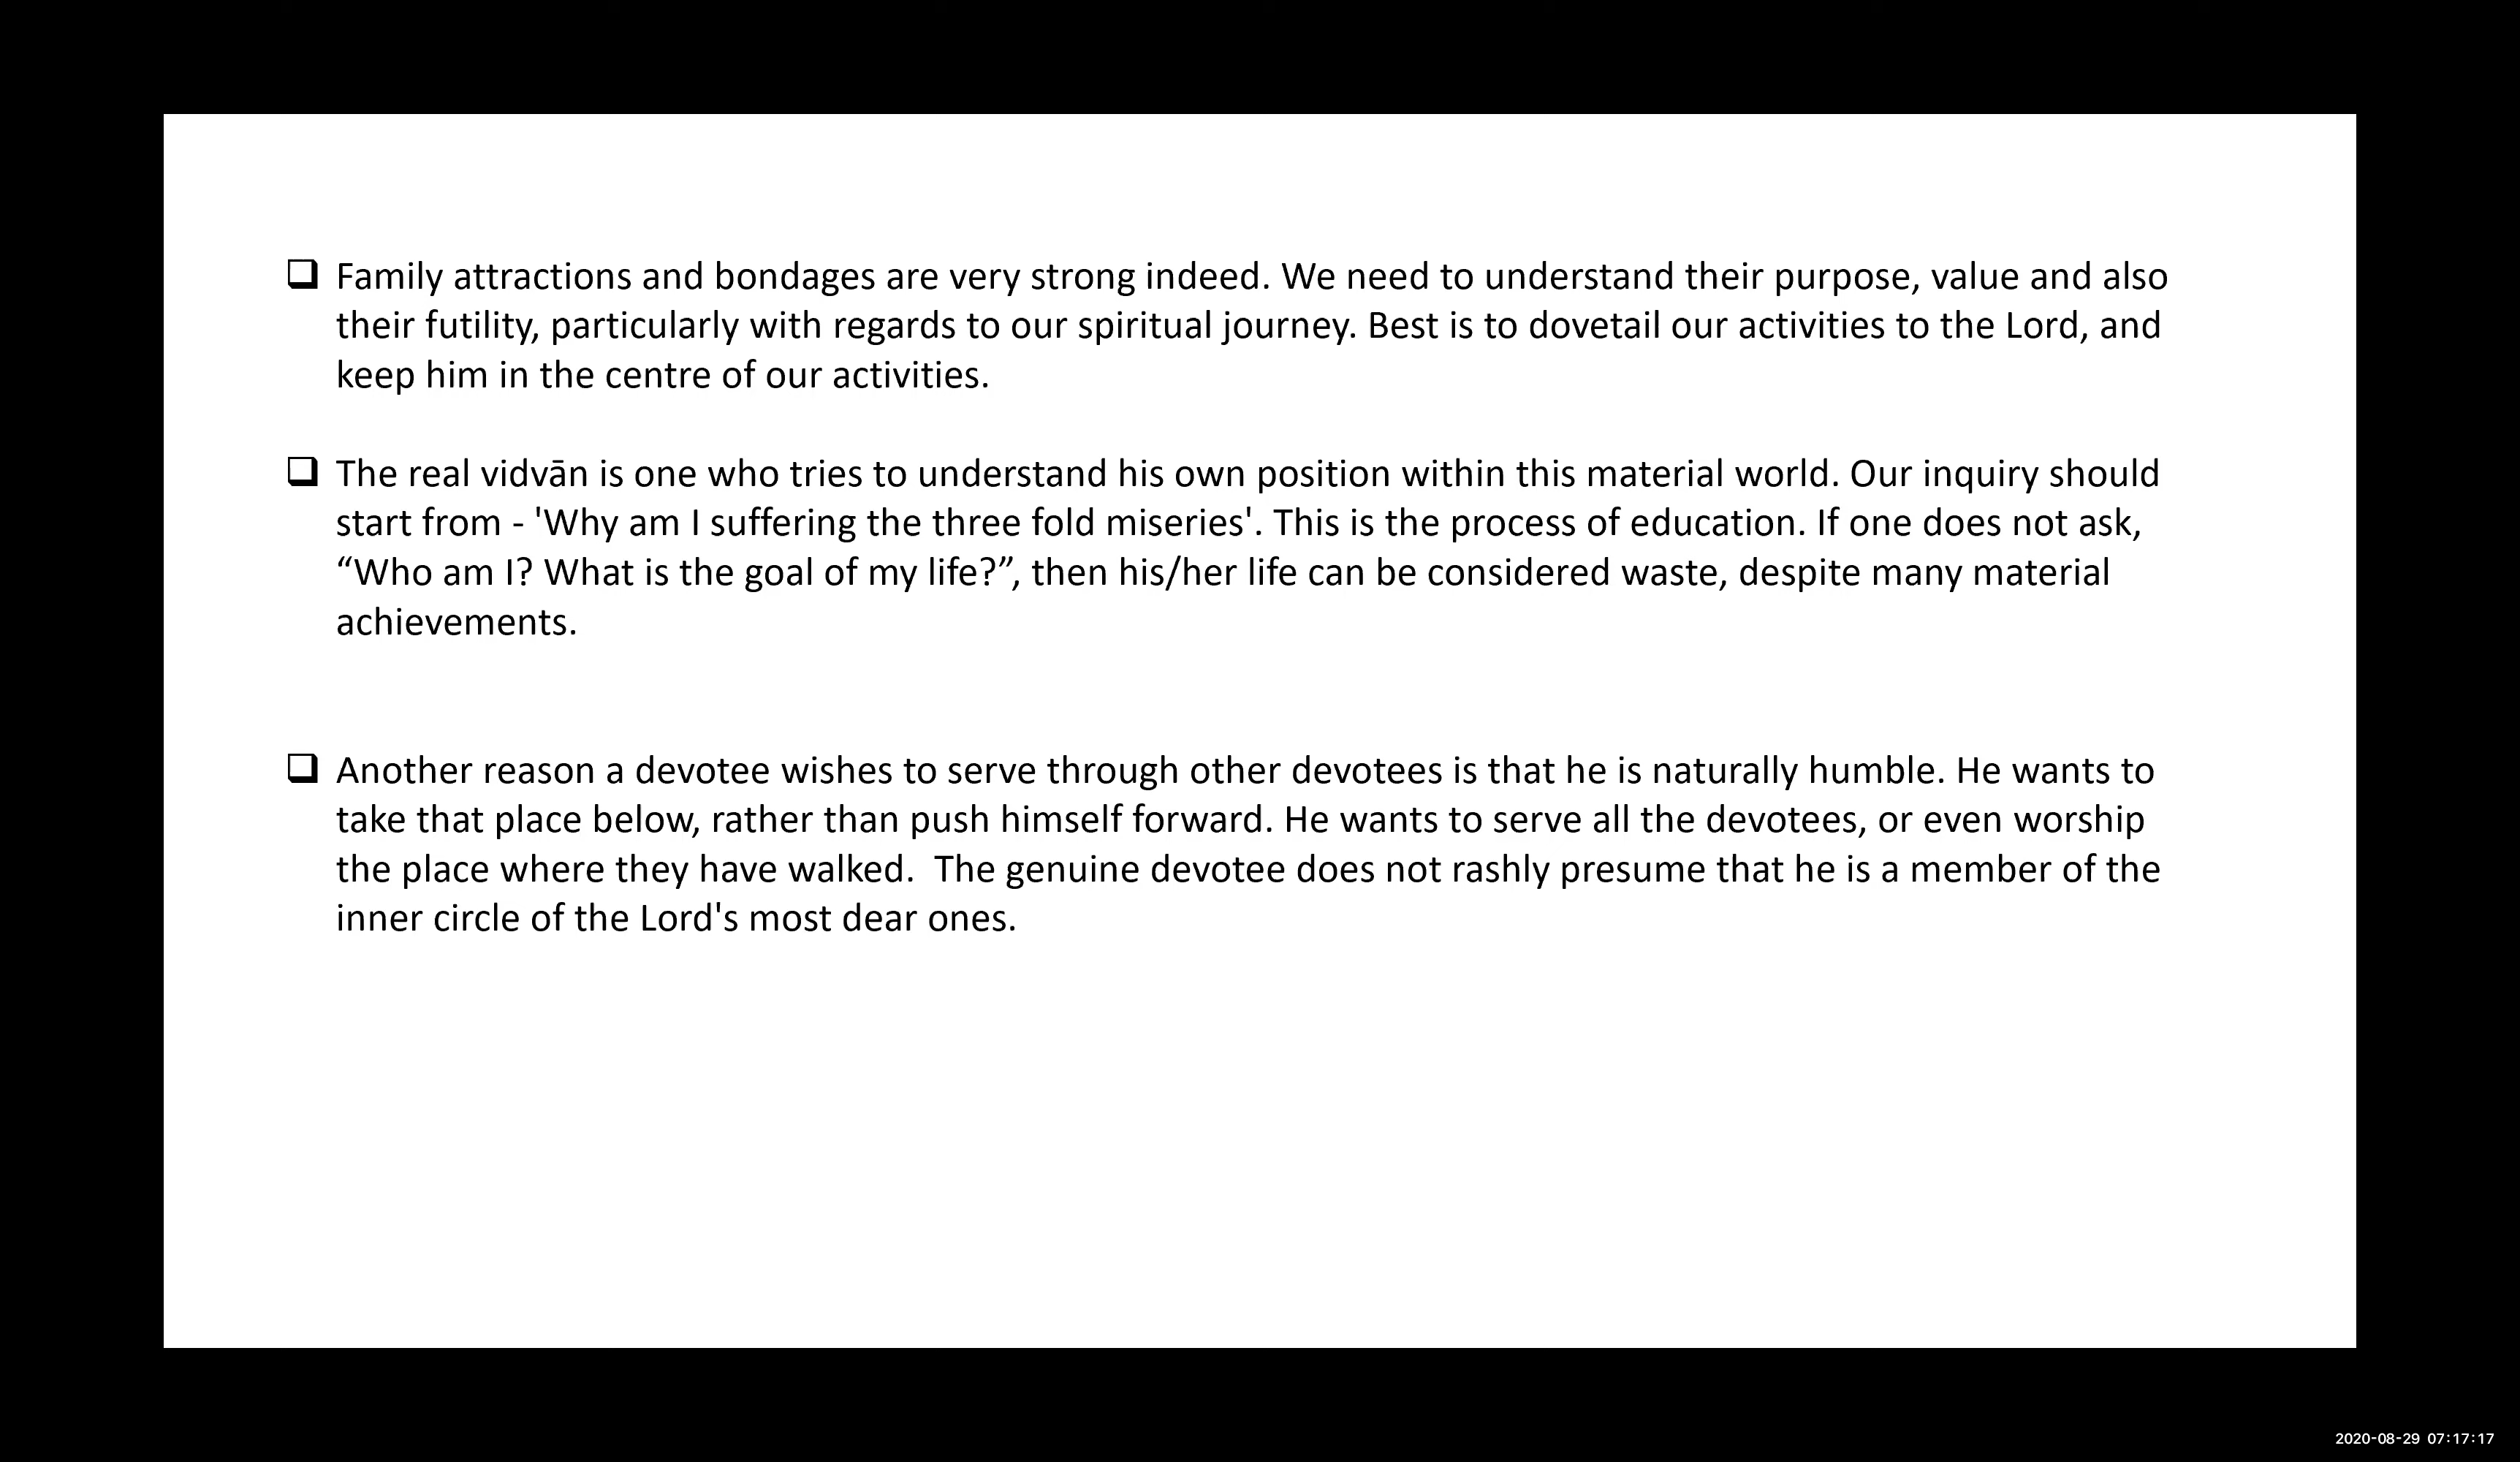 ❑ Family attractions and bondages are very strong indeed. We need to understand their purpose, value and also
their futility, particularly with regards to our spiritual journey. Best is to dovetail our activities to the Lord, and
keep him in the centre of our activities.
❑ The real vidvān is one who tries to understand his own position within this material world. Our inquiry should
start from - 'Why am I suffering the three fold miseries'. This is the process of education. If one does not ask,
“Who am I? What is the goal of my life?”, then his/her life can be considered waste, despite many material
achievements.
❑ Another reason a devotee wishes to serve through other devotees is that he is naturally humble. He wants to
take that place below, rather than push himself forward. He wants to serve all the devotees, or even worship
the place where they have walked.  The genuine devotee does not rashly presume that he is a member of the
inner circle of the Lord's most dear ones.
2020-08-29 07:17:17